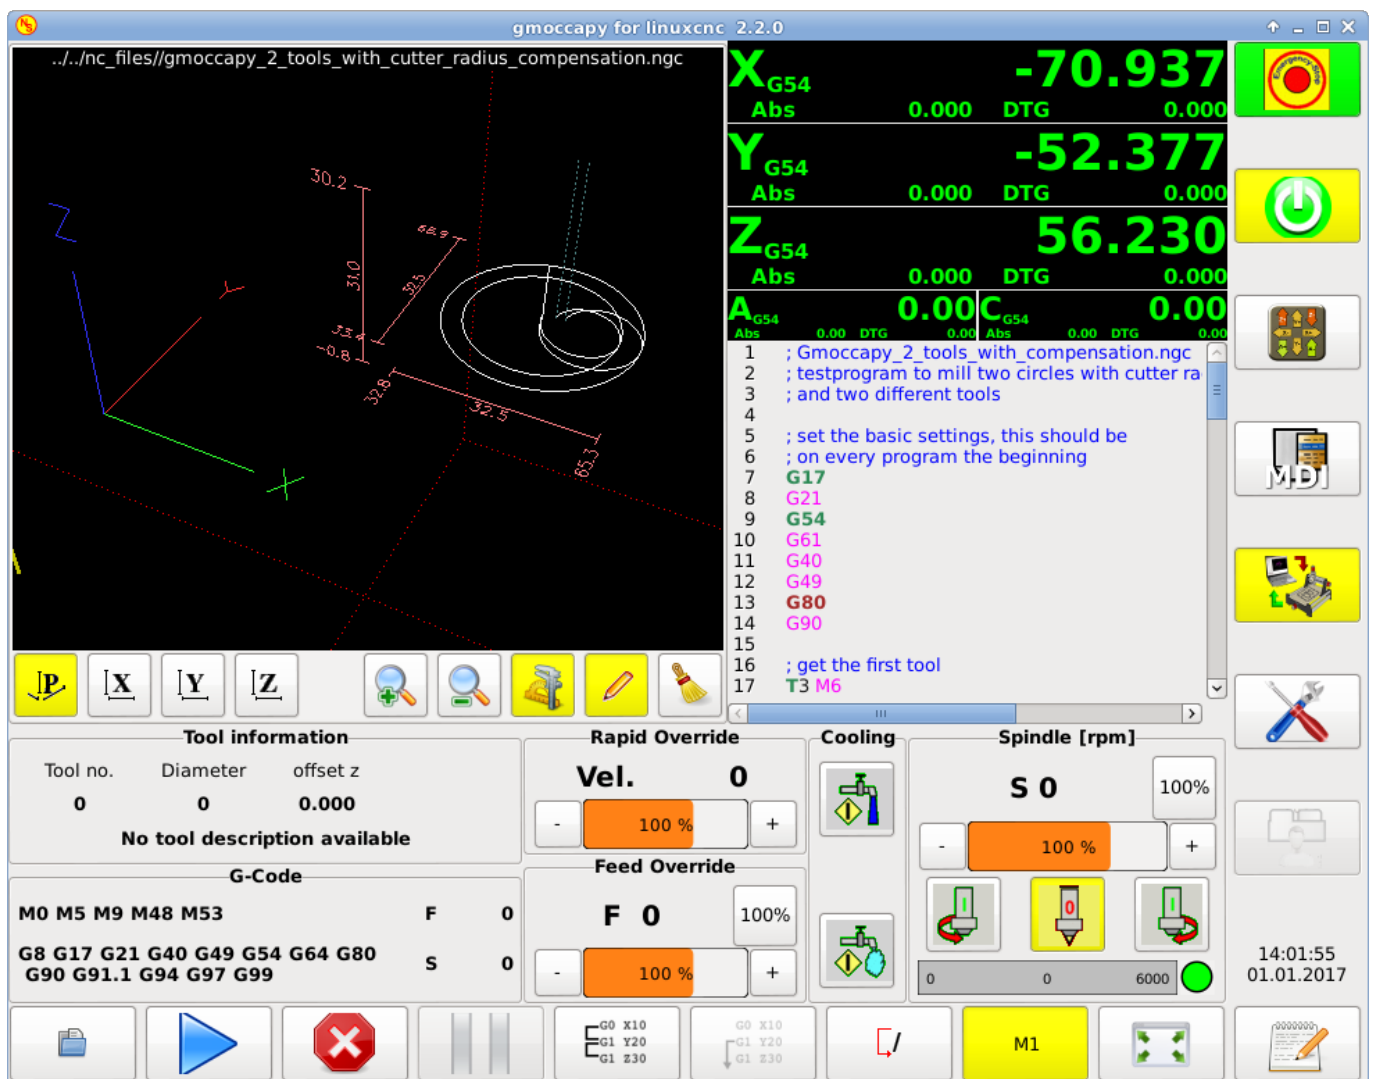 gmoccapy for linuxcnc 2.2.0
../../nc_files//gmoccapy_2_tools_with_cutter_radius_compensation.ngc
30.2
66.9
31.0
32.5
33.4
-0.8
32.8
32.5
65.3
Z
Y
X
X G54 -70.937
Abs 0.000 DTG 0.000
Y G54 -52.377
Abs 0.000 DTG 0.000
Z G54 56.230
Abs 0.000 DTG 0.000
A G54 0.00 C G54 0.00
Abs 0.00 DTG 0.00 Abs 0.00 DTG 0.00
1 ; Gmoccapy_2_tools_with_compensation.ngc
2 ; testprogram to mill two circles with cutter ra
3 ; and two different tools
4
5 ; set the basic settings, this should be
6 ; on every program the beginning
7 G17
8 G21
9 G54
10 G61
11 G40
12 G49
13 G80
14 G90
15
16 ; get the first tool
17 T3 M6
Emergency-Stop
MDI
P X Y Z
Tool information
Tool no. Diameter offset z
0 0 0.000
No tool description available
G-Code
M0 M5 M9 M48 M53 F 0
G8 G17 G21 G40 G49 G54 G64 G80
G90 G91.1 G94 G97 G99
S 0
Rapid Override
Vel. 0
- 100 % +
Feed Override
F 0 100%
- 100 % +
Cooling
Spindle [rpm]
S 0 100%
- 100 % +
I 0 I
0 0 6000
14:01:55
01.01.2017
G0 X10
G1 Y20
G1 Z30
G0 X10
G1 Y20
G1 Z30
/
M1